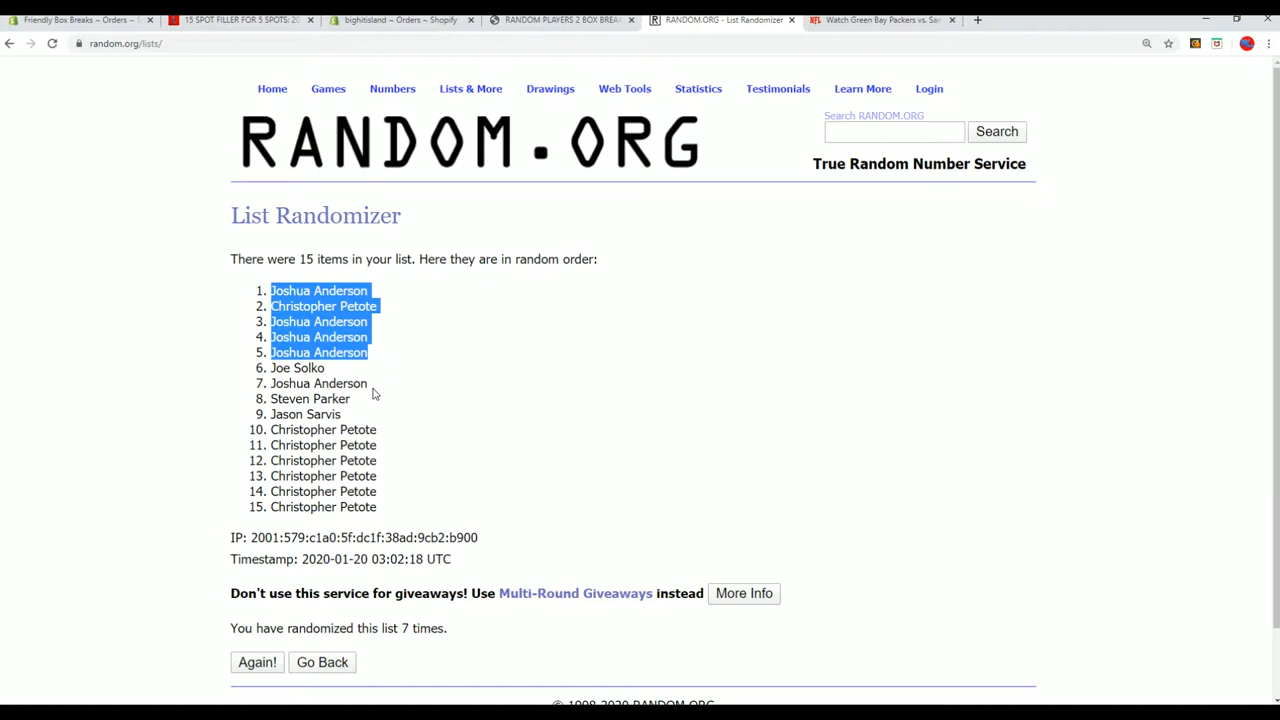 Friendly Box Breaks ~ Orders ~ S
15 SPOT FILLER FOR 5 SPOTS: 20
bighitisland ~ Orders ~ Shopify
RANDOM PLAYERS 2 BOX BREA
RANDOM.ORG - List Randomizer
Watch Green Bay Packers vs. San
random.org/lists/
Home Games Numbers Lists & More Drawings Web Tools Statistics Testimonials Learn More Login
Search RANDOM.ORG
RANDOM.ORG
Search
True Random Number Service
List Randomizer
There were 15 items in your list. Here they are in random order:
1. Joshua Anderson
2. Christopher Petote
3. Joshua Anderson
4. Joshua Anderson
5. Joshua Anderson
6. Joe Solko
7. Joshua Anderson
8. Steven Parker
9. Jason Sarvis
10. Christopher Petote
11. Christopher Petote
12. Christopher Petote
13. Christopher Petote
14. Christopher Petote
15. Christopher Petote
IP: 2001:579:c1a0:5f:dc1f:38ad:9cb2:b900
Timestamp: 2020-01-20 03:02:18 UTC
Don't use this service for giveaways! Use Multi-Round Giveaways instead More Info
You have randomized this list 7 times.
Again! Go Back
© 1998-2020 RANDOM.ORG